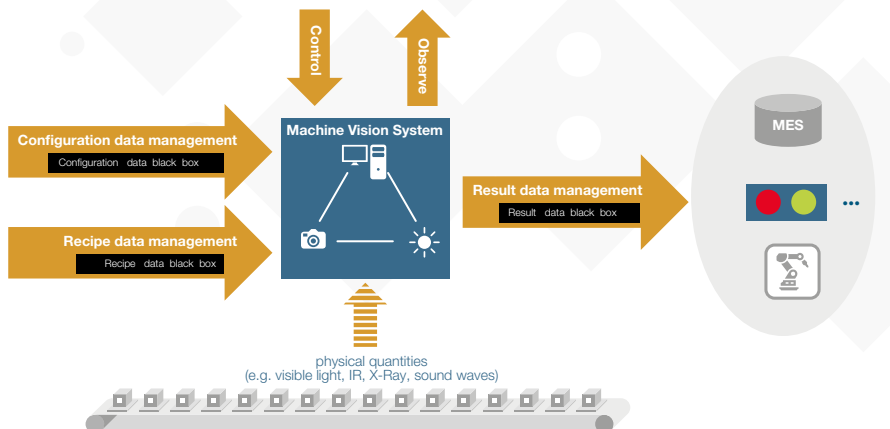 Control
Observe
Machine Vision System
Configuration data management
Configuration data black box
Recipe data management
Recipe data black box
Result data management
Result data black box
MES
...
physical quantities
(e.g. visible light, IR, X-Ray, sound waves)